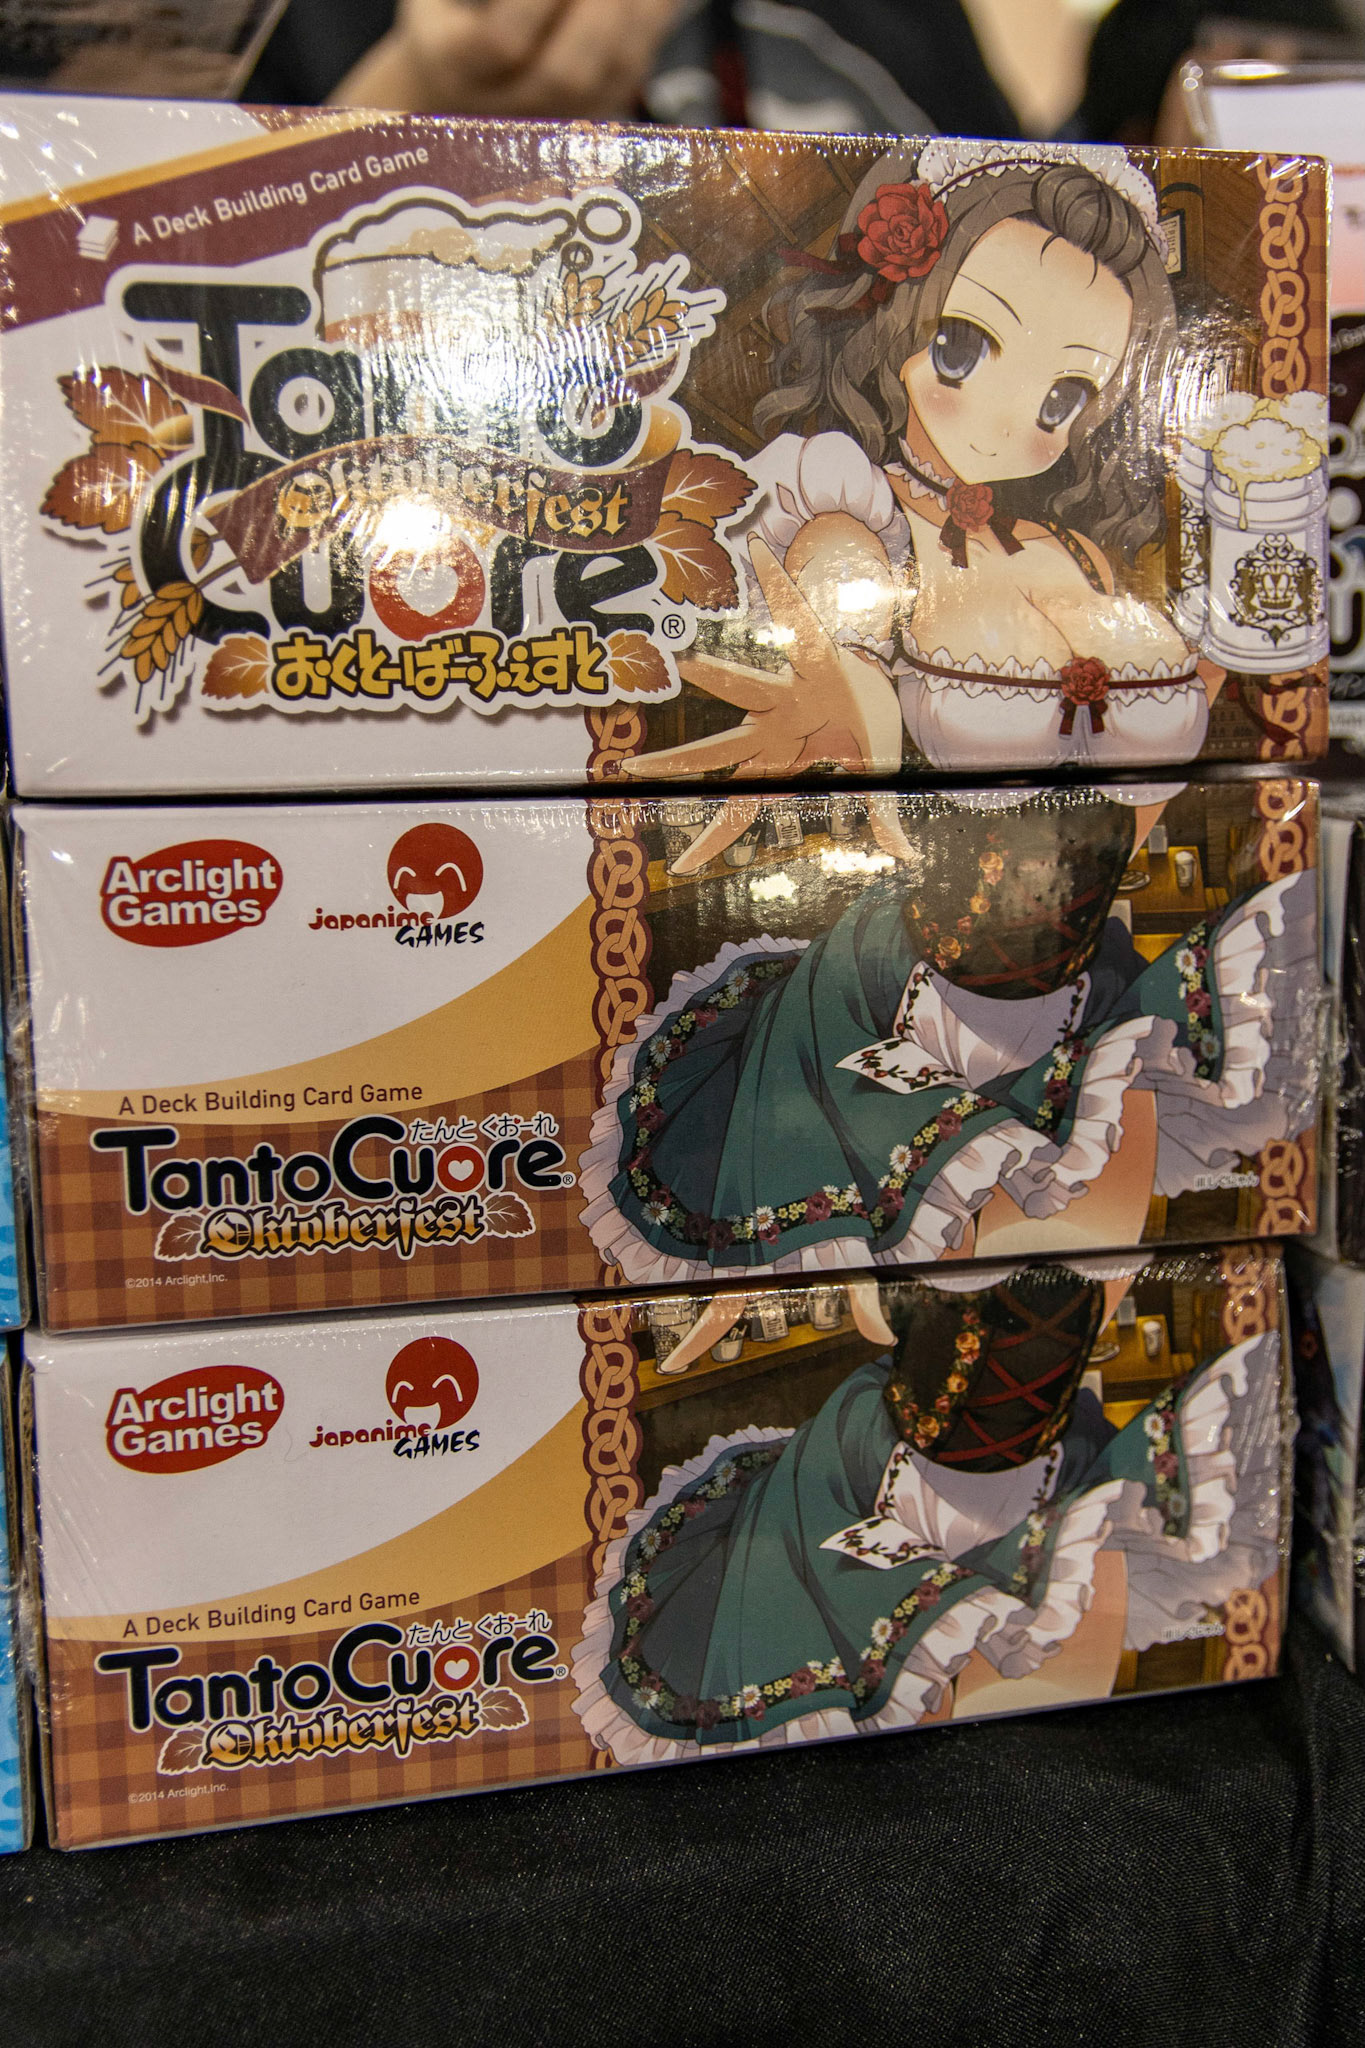 A Deck Building Card Game
Tanto
Oktoberfest
Cuore®
おくとーばーふぇすと
Arclight
Games
japanime
GAMES
A Deck Building Card Game
たんと くおーれ
TantoCuore®
Oktoberfest
©2014 Arclight,Inc.
Arclight
Games
japanime
GAMES
A Deck Building Card Game
たんと くおーれ
TantoCuore®
Oktoberfest
©2014 Arclight,Inc.